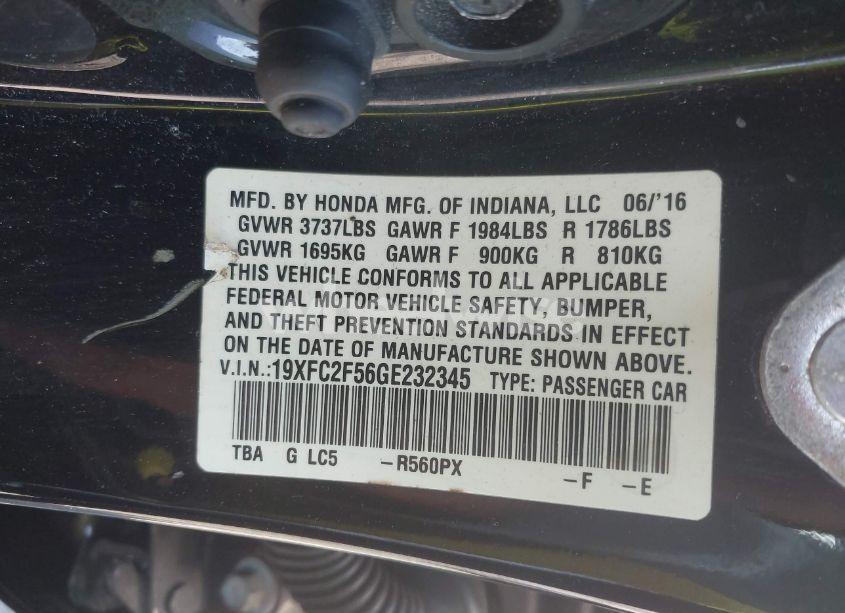 MFD. BY HONDA MFG. OF INDIANA, LLC 06/'16
GVWR 3737LBS GAWR F 1984LBS R 1786LBS
GVWR 1695KG GAWR F 900KG R 810KG
THIS VEHICLE CONFORMS TO ALL APPLICABLE
FEDERAL MOTOR VEHICLE SAFETY, BUMPER,
AND THEFT PREVENTION STANDARDS IN EFFECT
ON THE DATE OF MANUFACTURE SHOWN ABOVE.
V.I.N.:19XFC2F56GE232345 TYPE: PASSENGER CAR
TBA G LC5 -R560PX -F -E